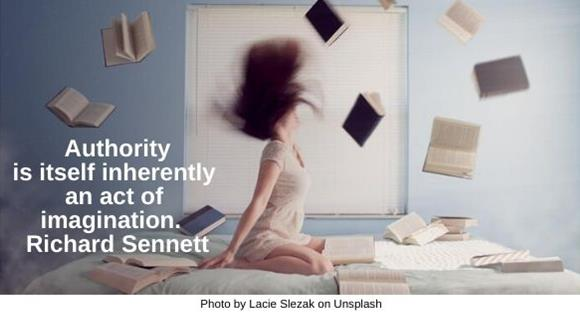 Authority
is itself inherently
an act of
imagination.
Richard Sennett
Photo by Lacie Slezak on Unsplash